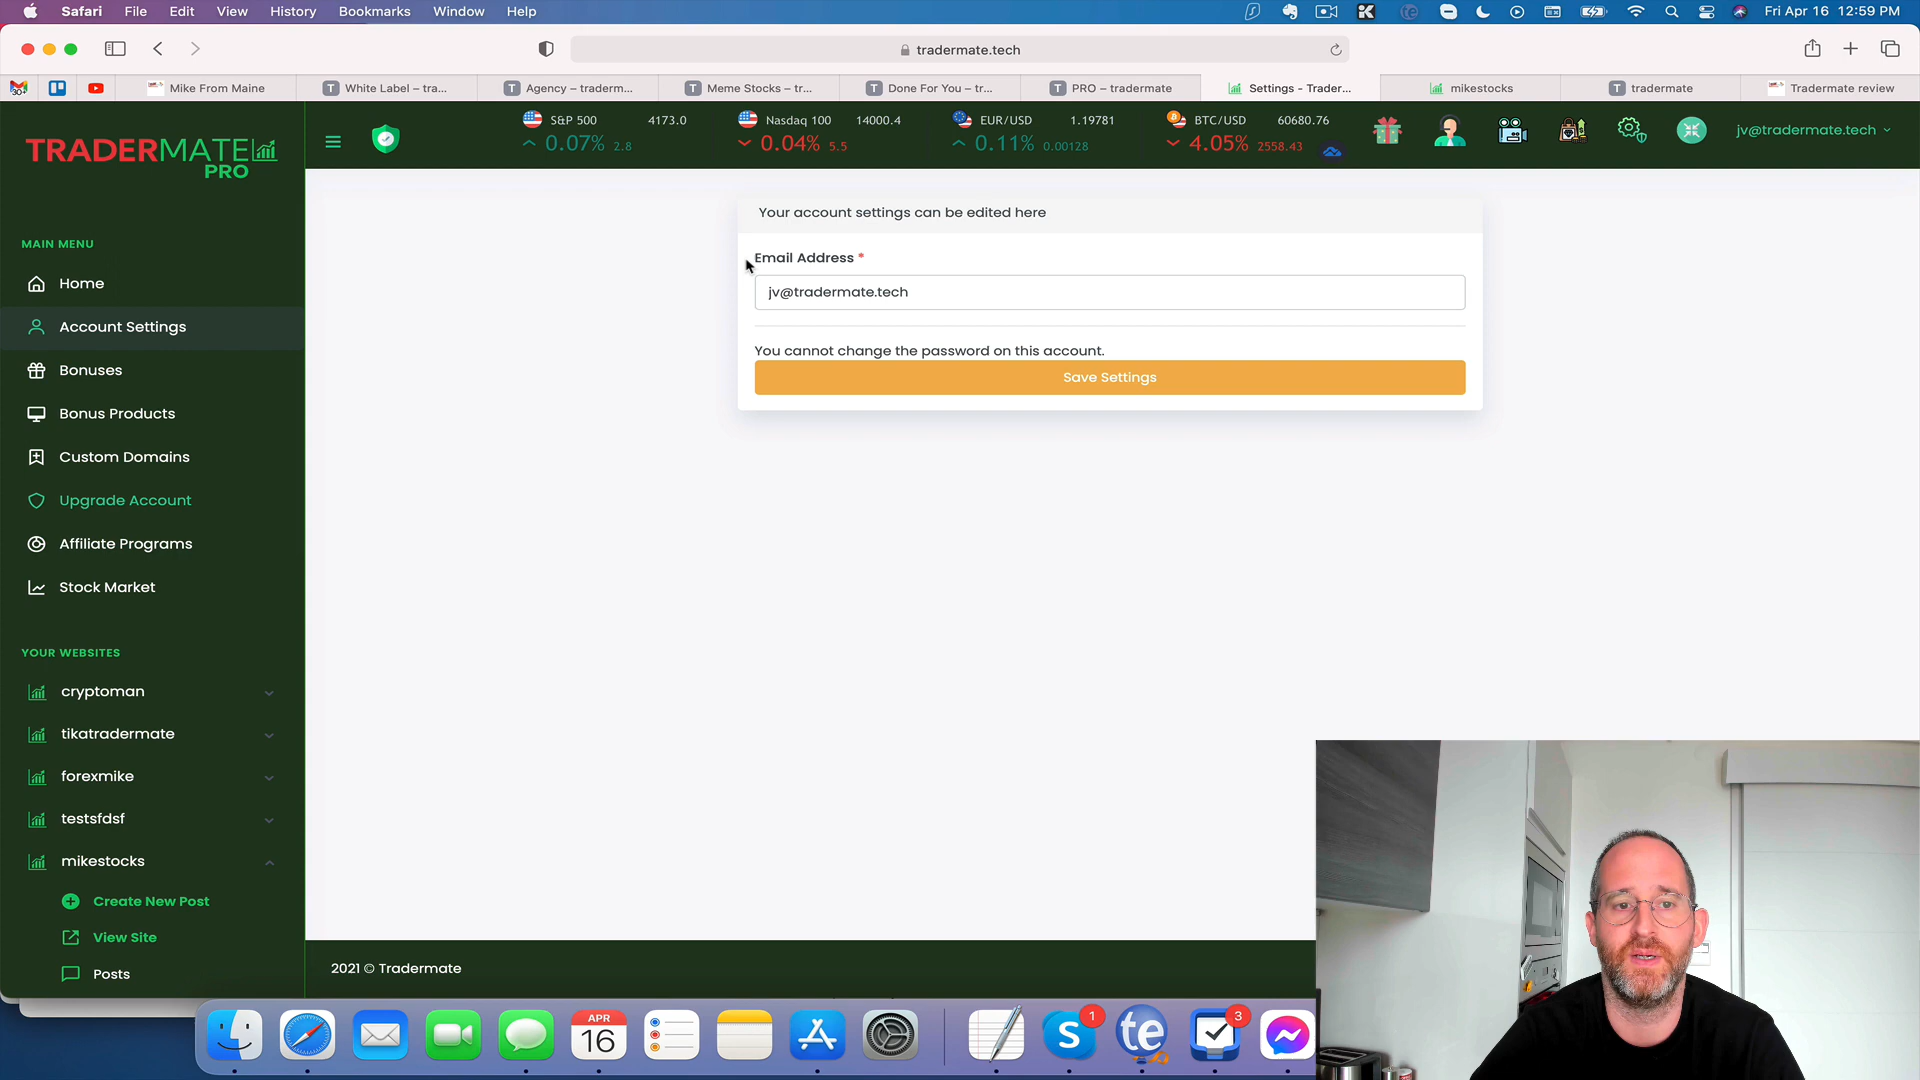 Safari File Edit View History Bookmarks Window Help Fri Apr 16 12:59 PM
tradermate.tech
Mike From Maine White Label – tra... Agency – traderm... Meme Stocks – tr... Done For You – tr... PRO – tradermate Settings - Trader... mikestocks tradermate Tradermate review
TRADERMATE
PRO
S&P 500 4173.0
0.07% 2.8
Nasdaq 100 14000.4
0.04% 5.5
EUR/USD 1.19781
0.11% 0.00128
BTC/USD 60680.76
4.05% 2558.43
jv@tradermate.tech
MAIN MENU
Home
Account Settings
Bonuses
Bonus Products
Custom Domains
Upgrade Account
Affiliate Programs
Stock Market
YOUR WEBSITES
cryptoman
tikatradermate
forexmike
testsfdsf
mikestocks
Create New Post
View Site
Posts
Your account settings can be edited here
Email Address *
jv@tradermate.tech
You cannot change the password on this account.
Save Settings
2021 © Tradermate
APR
16
S 1
te
3